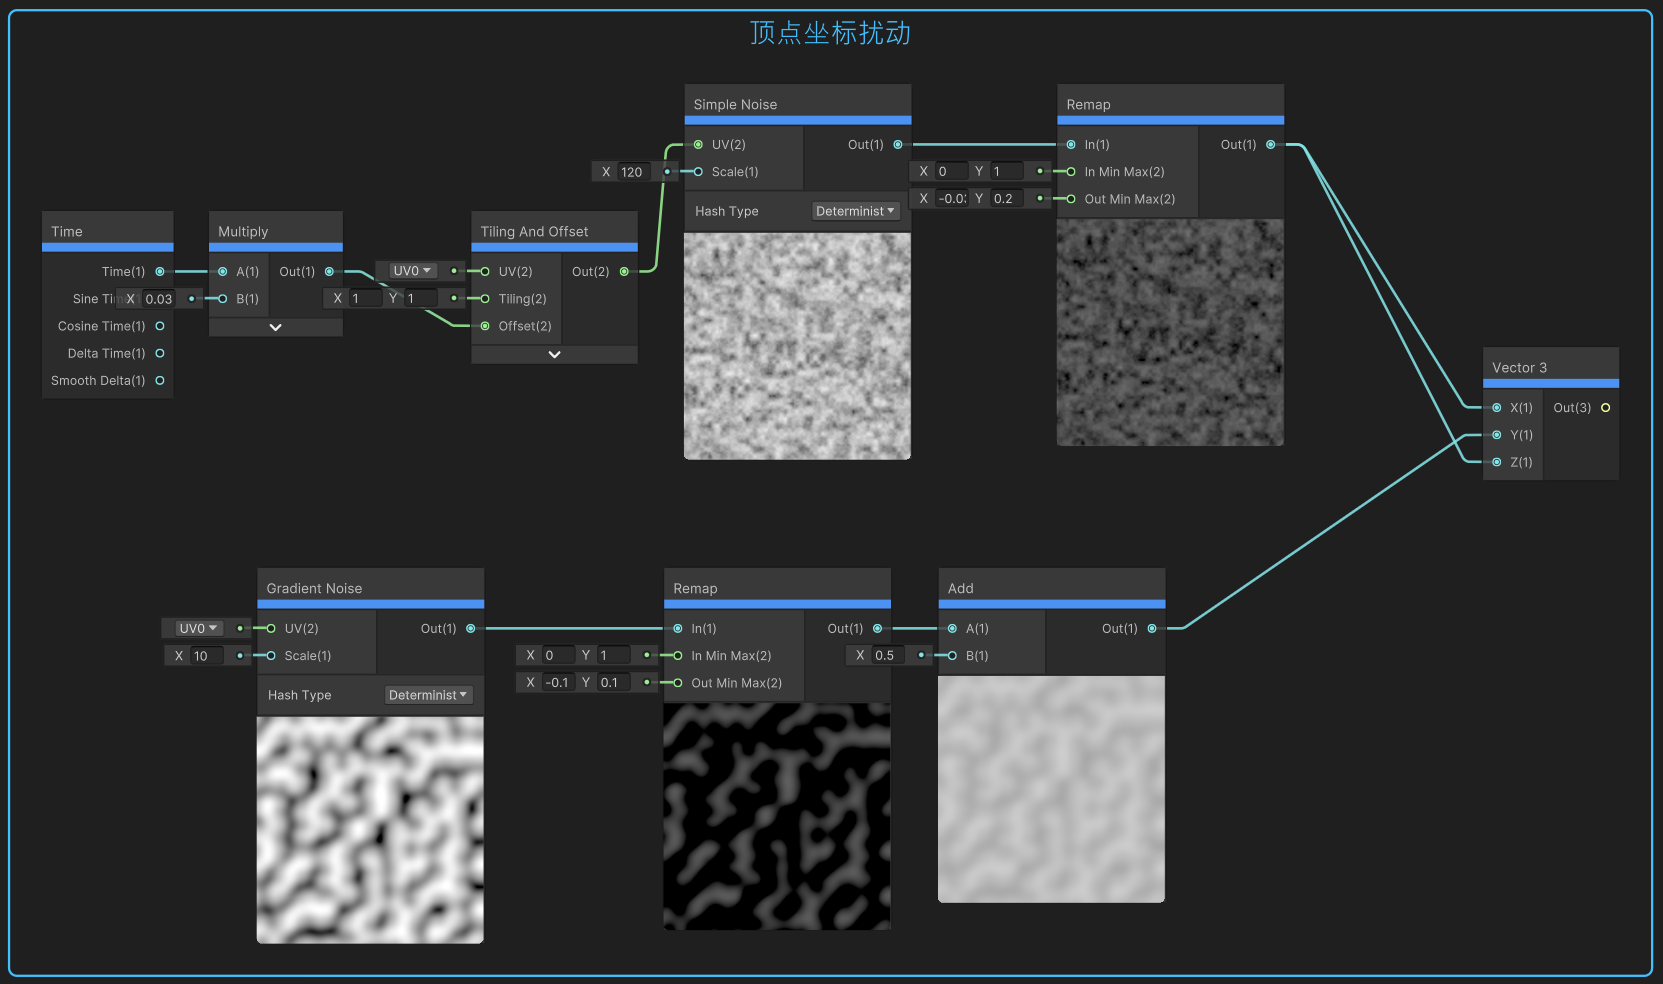 顶点坐标扰动
Time
Time(1)
Sine Ti
Cosine Time(1)
Delta Time(1)
Smooth Delta(1)
Multiply
X 0.03
A(1)
B(1)
Out(1)
Tiling And Offset
UV0
X 1 Y 1
UV(2)
Tiling(2)
Offset(2)
Out(2)
Simple Noise
X 120
UV(2)
Scale(1)
Out(1)
Hash Type
Determinist
Remap
X 0 Y 1
X -0.0 Y 0.2
In(1)
In Min Max(2)
Out Min Max(2)
Out(1)
Vector 3
X(1)
Y(1)
Z(1)
Out(3)
Gradient Noise
UV0
X 10
UV(2)
Scale(1)
Out(1)
Hash Type
Determinist
Remap
X 0 Y 1
X -0.1 Y 0.1
In(1)
In Min Max(2)
Out Min Max(2)
Out(1)
Add
X 0.5
A(1)
B(1)
Out(1)